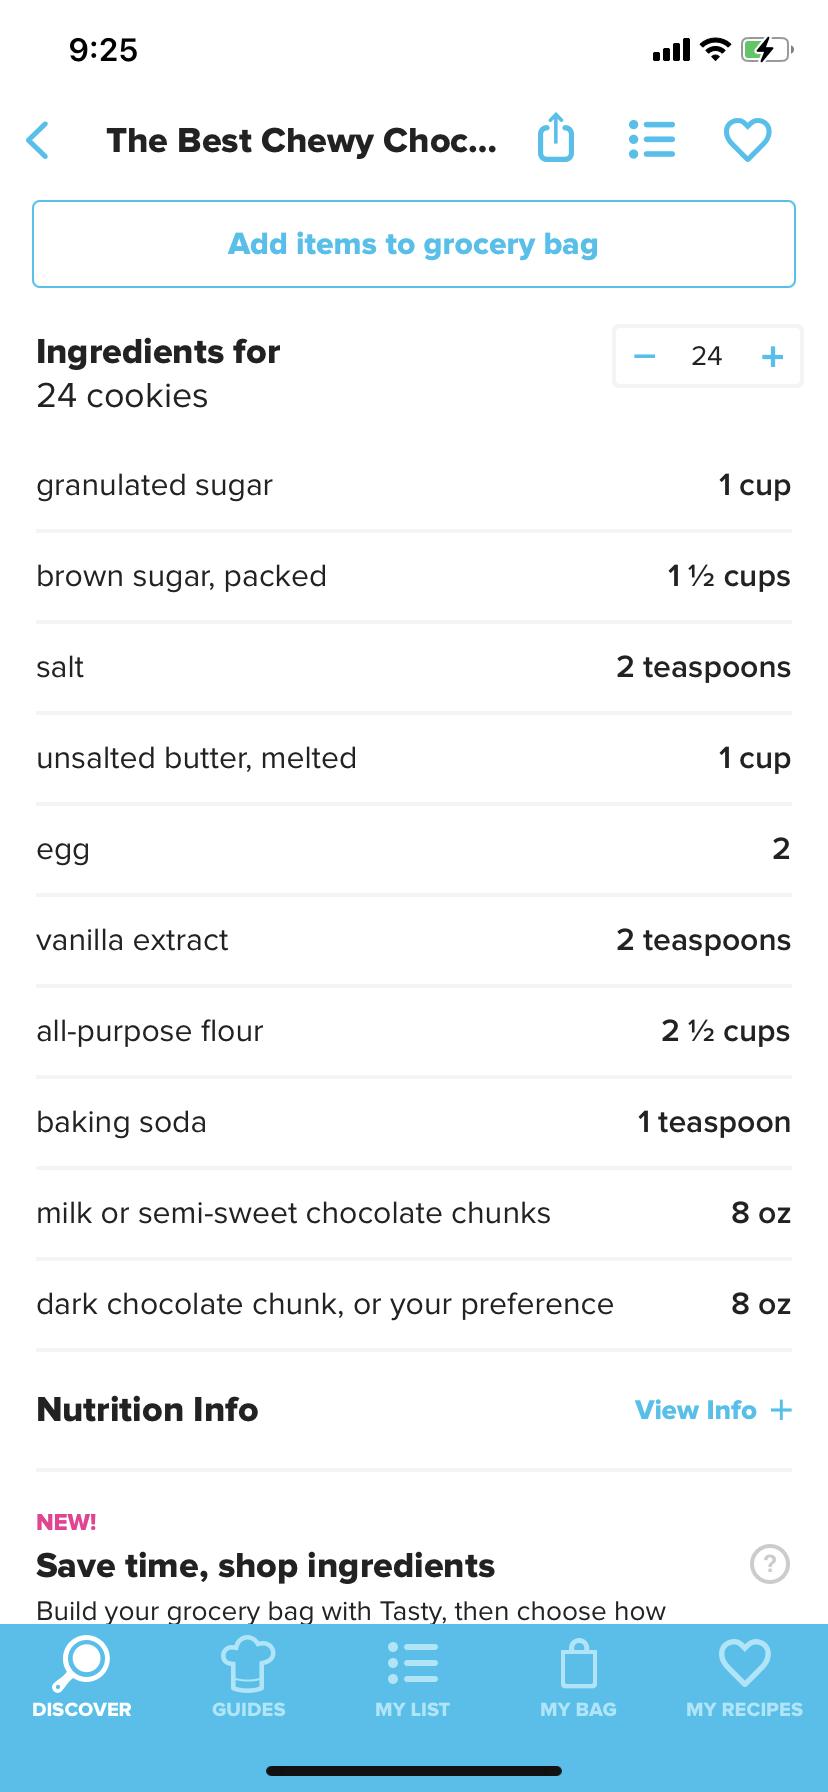 9:25
The Best Chewy Choc...
Add items to grocery bag
Ingredients for
24 cookies
− 24 +
granulated sugar 1 cup
brown sugar, packed 1 ½ cups
salt 2 teaspoons
unsalted butter, melted 1 cup
egg 2
vanilla extract 2 teaspoons
all-purpose flour 2 ½ cups
baking soda 1 teaspoon
milk or semi-sweet chocolate chunks 8 oz
dark chocolate chunk, or your preference 8 oz
Nutrition Info View Info +
NEW!
Save time, shop ingredients ?
Build your grocery bag with Tasty, then choose how
DISCOVER GUIDES MY LIST MY BAG MY RECIPES